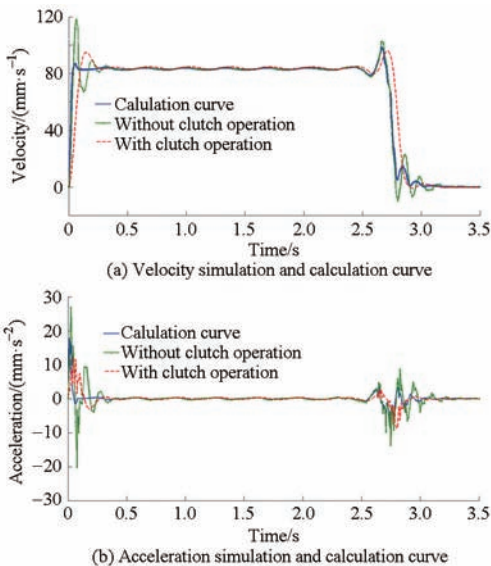 120
80
40
0
Velocity/(mm·s⁻¹)
Calulation curve
Without clutch operation
With clutch operation
0 0.5 1.0 1.5 2.0 2.5 3.0 3.5
Time/s
(a) Velocity simulation and calculation curve
30
20
10
0
−10
−20
−30
Acceleration/(mm·s⁻²)
Calulation curve
Without clutch operation
With clutch operation
0 0.5 1.0 1.5 2.0 2.5 3.0 3.5
Time/s
(b) Acceleration simulation and calculation curve